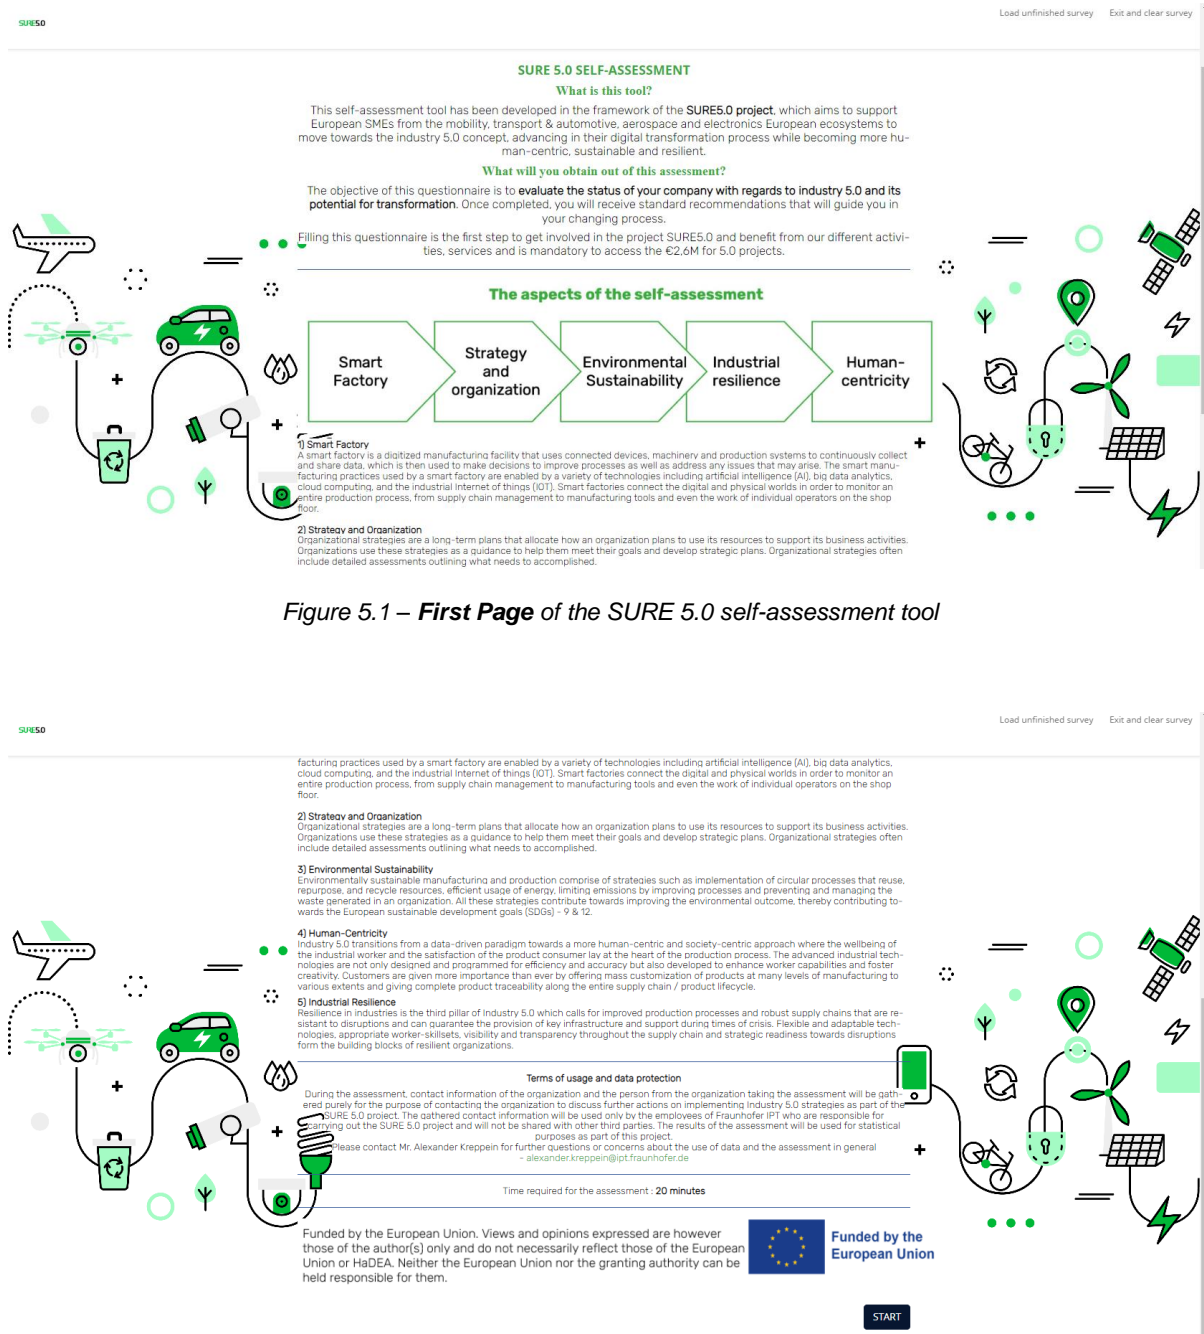 SURE5.0
Load unfinished survey Exit and clear survey
SURE 5.0 SELF-ASSESSMENT
What is this tool?
This self-assessment tool has been developed in the framework of the SURE5.0 project, which aims to support
European SMEs from the mobility, transport & automotive, aerospace and electronics European ecosystems to
move towards the industry 5.0 concept, advancing in their digital transformation process while becoming more hu-
man-centric, sustainable and resilient.
What will you obtain out of this assessment?
The objective of this questionnaire is to evaluate the status of your company with regards to industry 5.0 and its
potential for transformation. Once completed, you will receive standard recommendations that will guide you in
your changing process.
Filling this questionnaire is the first step to get involved in the project SURE5.0 and benefit from our different activi-
ties, services and is mandatory to access the €2,6M for 5.0 projects.
The aspects of the self-assessment
Smart
Factory
Strategy
and
organization
Environmental
Sustainability
Industrial
resilience
Human-
centricity
1) Smart Factory
A smart factory is a digitized manufacturing facility that uses connected devices, machinery and production systems to continuously collect
and share data, which is then used to make decisions to improve processes as well as address any issues that may arise. The smart manu-
facturing practices used by a smart factory are enabled by a variety of technologies including artificial intelligence (AI), big data analytics,
cloud computing, and the industrial Internet of things (IOT). Smart factories connect the digital and physical worlds in order to monitor an
entire production process, from supply chain management to manufacturing tools and even the work of individual operators on the shop
floor.
2) Strategy and Organization
Organizational strategies are a long-term plans that allocate how an organization plans to use its resources to support its business activities.
Organizations use these strategies as a guidance to help them meet their goals and develop strategic plans. Organizational strategies often
include detailed assessments outlining what needs to accomplished.
Figure 5.1 – First Page of the SURE 5.0 self-assessment tool
SURE5.0
Load unfinished survey Exit and clear survey
facturing practices used by a smart factory are enabled by a variety of technologies including artificial intelligence (AI), big data analytics,
cloud computing, and the industrial Internet of things (IOT). Smart factories connect the digital and physical worlds in order to monitor an
entire production process, from supply chain management to manufacturing tools and even the work of individual operators on the shop
floor.
2) Strategy and Organization
Organizational strategies are a long-term plans that allocate how an organization plans to use its resources to support its business activities.
Organizations use these strategies as a guidance to help them meet their goals and develop strategic plans. Organizational strategies often
include detailed assessments outlining what needs to accomplished.
3) Environmental Sustainability
Environmentally sustainable manufacturing and production comprise of strategies such as implementation of circular processes that reuse,
repurpose, and recycle resources, efficient usage of energy, limiting emissions by improving processes and preventing and managing the
waste generated in an organization. All these strategies contribute towards improving the environmental outcome, thereby contributing to-
wards the European sustainable development goals (SDGs) - 9 & 12.
4) Human-Centricity
Industry 5.0 transitions from a data-driven paradigm towards a more human-centric and society-centric approach where the wellbeing of
the industrial worker and the satisfaction of the product consumer lay at the heart of the production process. The advanced industrial tech-
nologies are not only designed and programed for efficiency and accuracy but also developed to enhance worker capabilities and foster
creativity. Customers are given more importance than ever by offering mass customization of products at many levels of manufacturing to
various extents and giving complete product traceability along the entire supply chain / product lifecycle.
5) Industrial Resilience
Resilience in industries is the third pillar of Industry 5.0 which calls for improved production processes and robust supply chains that are re-
sistant to disruptions and can guarantee the provision of key infrastructure and support during times of crisis. Flexible and adaptable tech-
nologies, appropriate worker-skillsets, visibility and transparency throughout the supply chain and strategic readiness towards disruptions
form the building blocks of resilient organizations.
Terms of usage and data protection
During the assessment, contact information of the organization and the person from the organization taking the assessment will be gath-
ered purely for the purpose of contacting the organization to discuss further actions on implementing Industry 5.0 strategies as part of the
SURE 5.0 project. The gathered contact information will be used only by the employees of Fraunhofer IPT who are responsible for
carrying out the SURE 5.0 project and will not be shared with other third parties. The results of the assessment will be used for statistical
purposes as part of this project.
Please contact Mr. Alexander Kreppein for further questions or concerns about the use of data and the assessment in general
- alexander.kreppein@ipt.fraunhofer.de
Time required for the assessment : 20 minutes
Funded by the European Union. Views and opinions expressed are however
those of the author(s) only and do not necessarily reflect those of the European
Union or HaDEA. Neither the European Union nor the granting authority can be
held responsible for them.
Funded by the
European Union
START